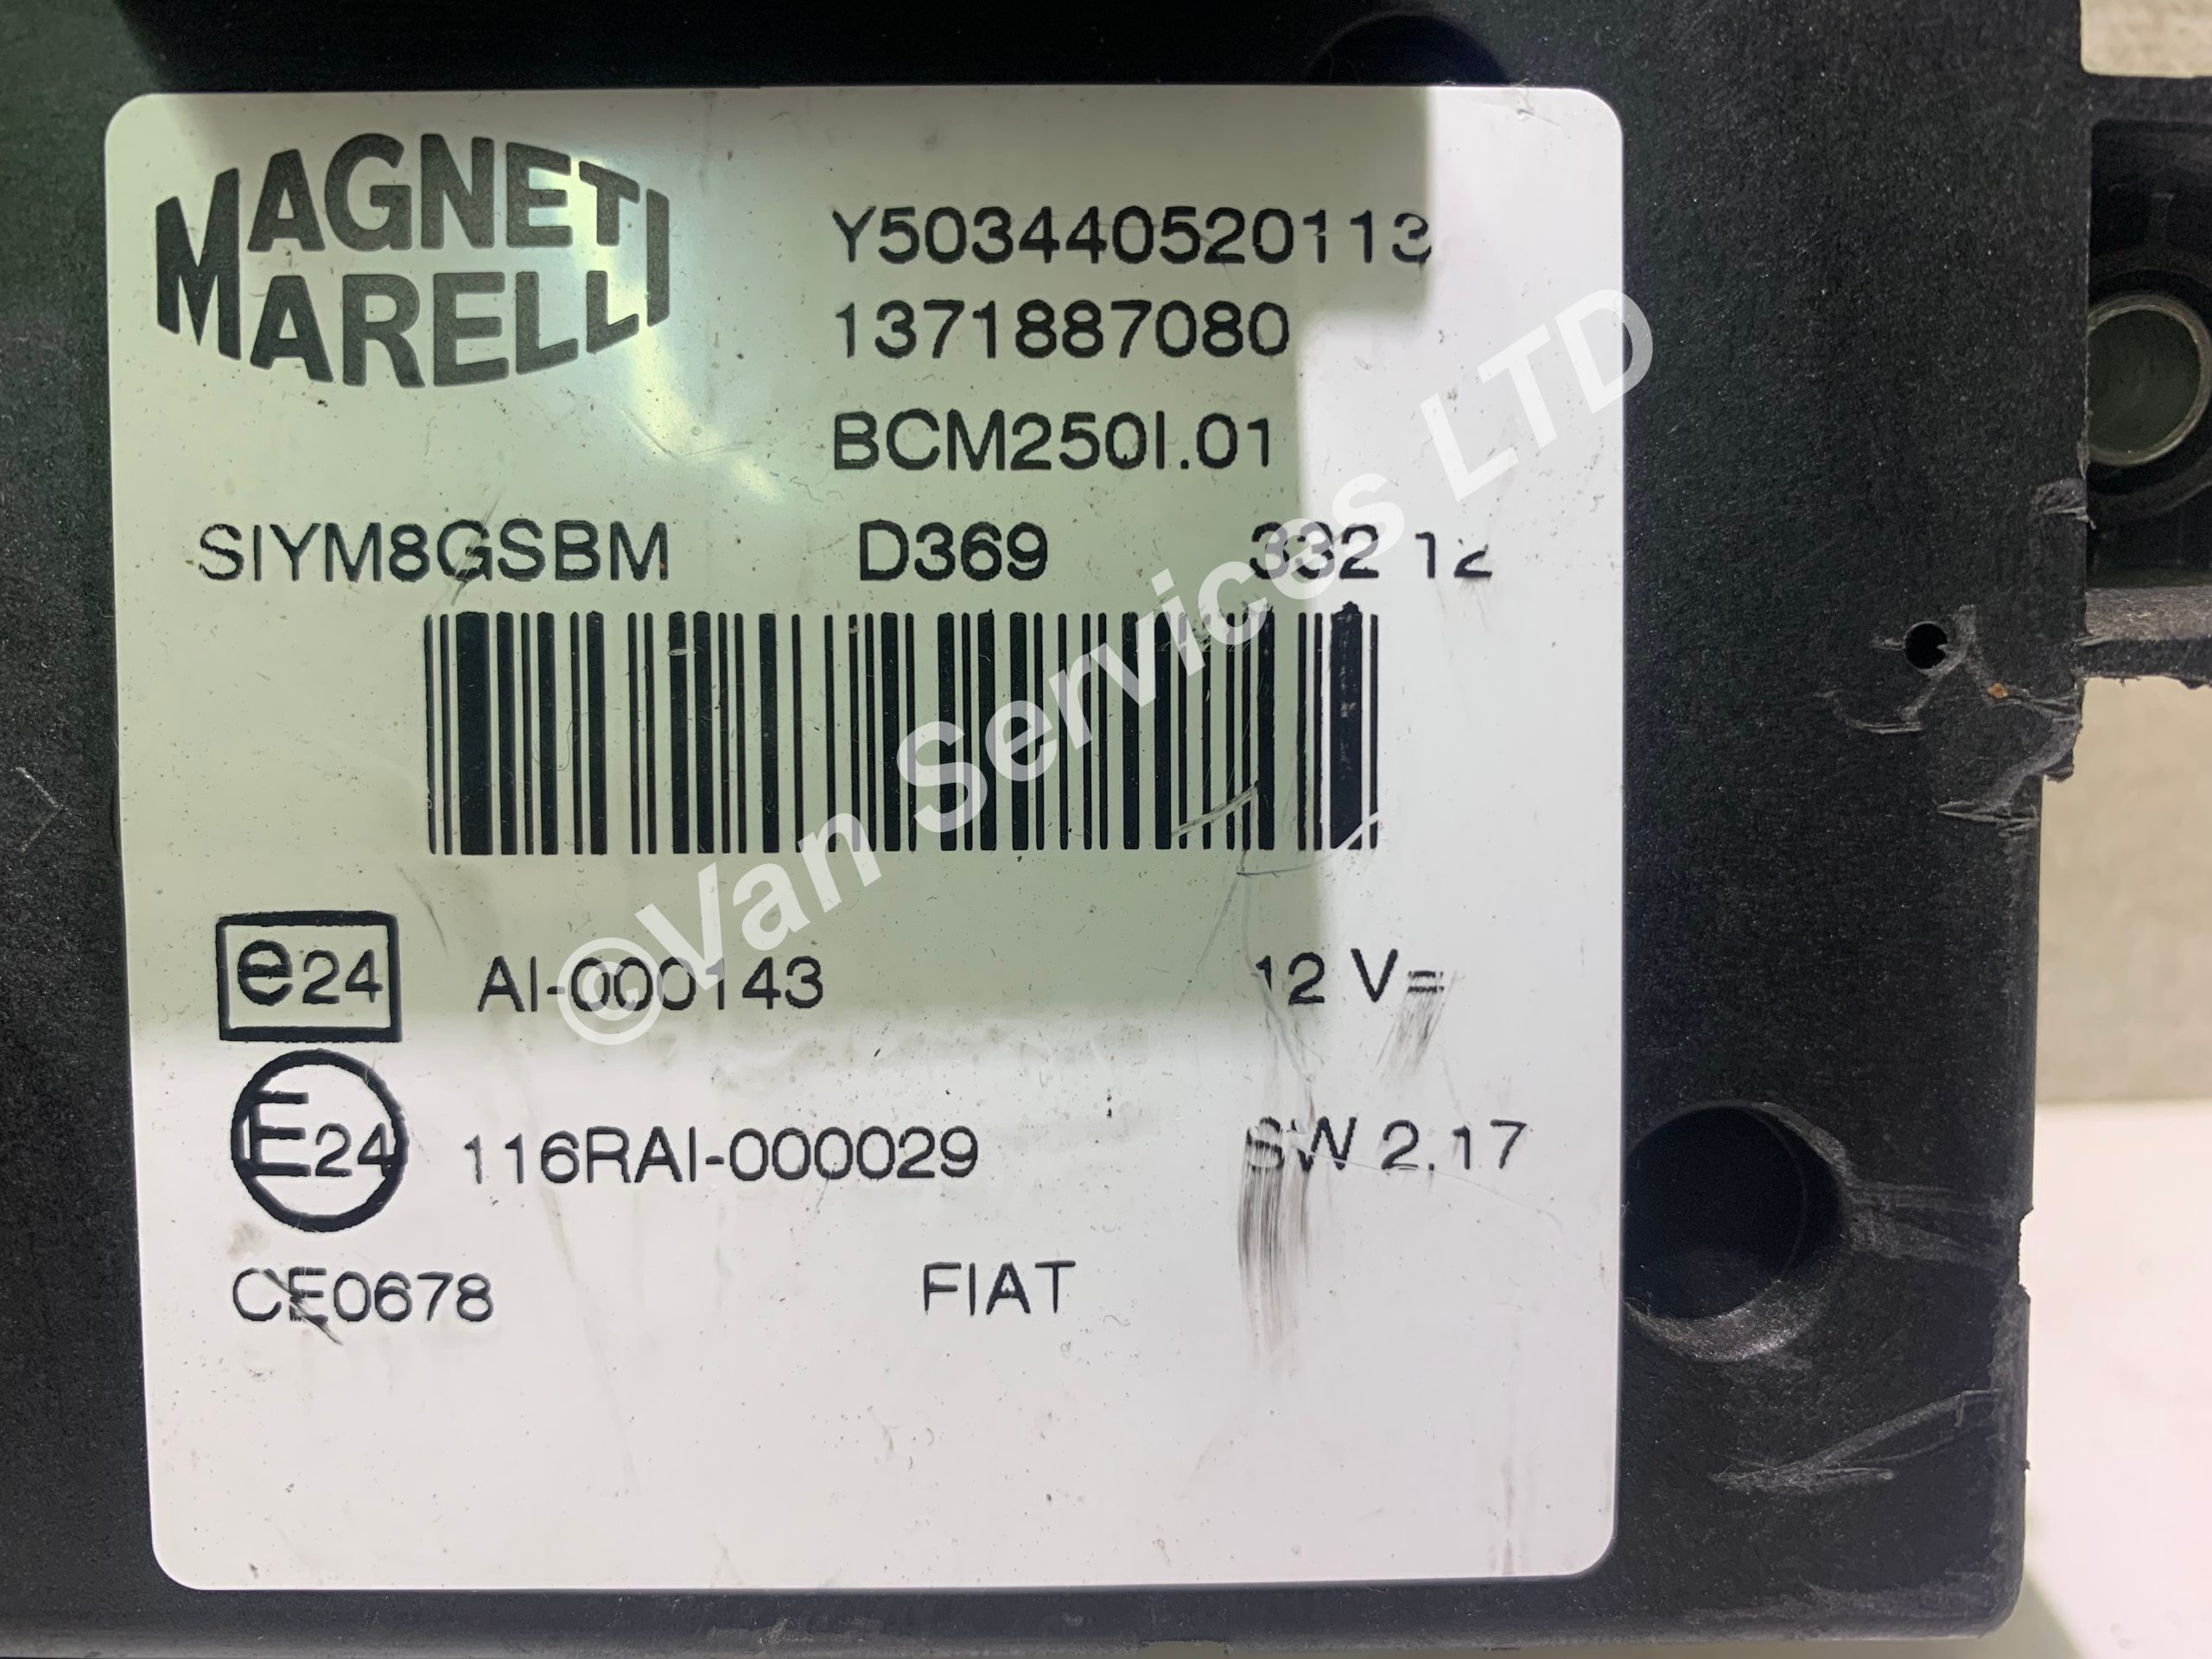 MAGNETI
MARELLI
Y503440520113
1371887080
BCM250I.01
SIYM8GSBM D369 332 12
e24 AI-000143 12 V=
E24 116RAI-000029 SW 2.17
CE0678 FIAT
©Van Services LTD